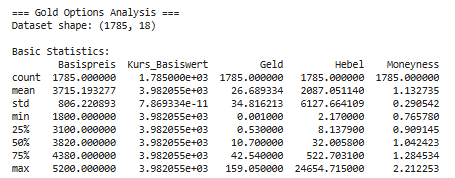 === Gold Options Analysis ===
Dataset shape: (1785, 18)
Basic Statistics:
Basispreis Kurs_Basiswert Geld Hebel Moneyness
count 1785.000000 1.785000e+03 1785.000000 1785.000000 1785.000000
mean 3715.193277 3.982055e+03 26.689334 2087.051140 1.132735
std 806.220893 7.869334e-11 34.816213 6127.664109 0.290542
min 1800.000000 3.982055e+03 0.001000 2.170000 0.765780
25% 3100.000000 3.982055e+03 0.530000 8.137900 0.909145
50% 3820.000000 3.982055e+03 10.700000 32.005800 1.042423
75% 4380.000000 3.982055e+03 42.540000 522.703100 1.284534
max 5200.000000 3.982055e+03 159.050000 24654.715000 2.212253